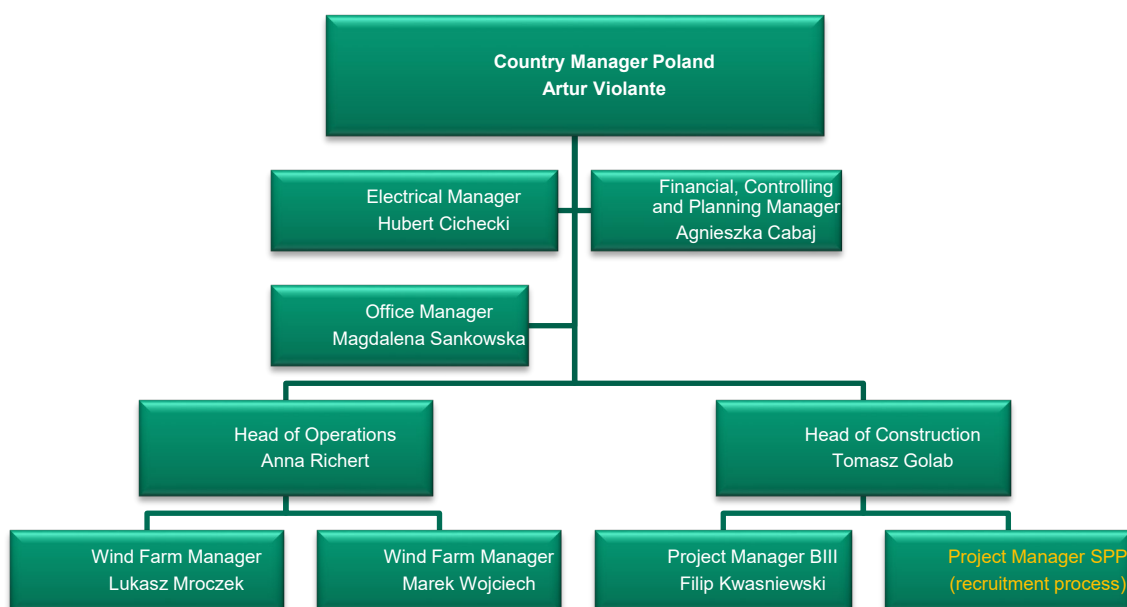 Country Manager Poland
Artur Violante
Electrical Manager
Hubert Cichecki
Financial, Controlling
and Planning Manager
Agnieszka Cabaj
Office Manager
Magdalena Sankowska
Head of Operations
Anna Richert
Head of Construction
Tomasz Golab
Wind Farm Manager
Lukasz Mroczek
Wind Farm Manager
Marek Wojciech
Project Manager BIII
Filip Kwasniewski
Project Manager SPP
(recruitment process)